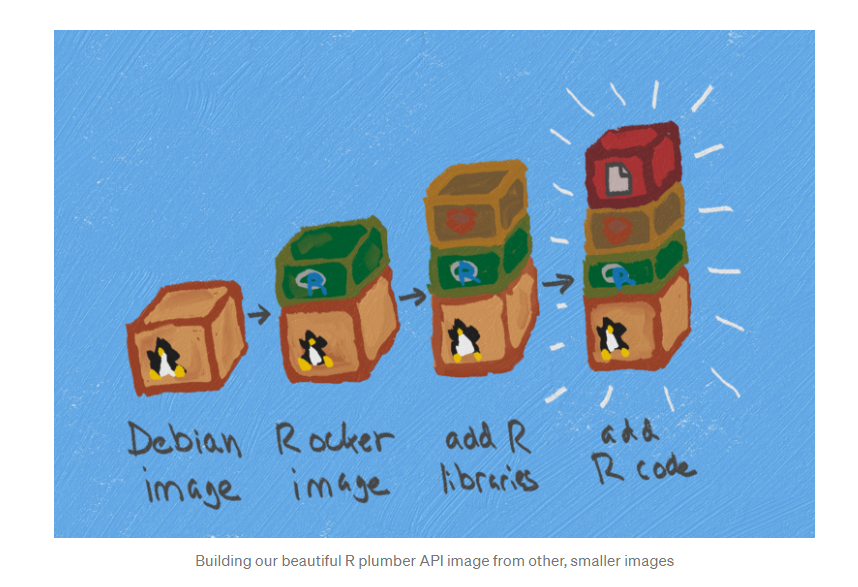 Debian
image
Rocker
image
add R
libraries
add
R code
Building our beautiful R plumber API image from other, smaller images